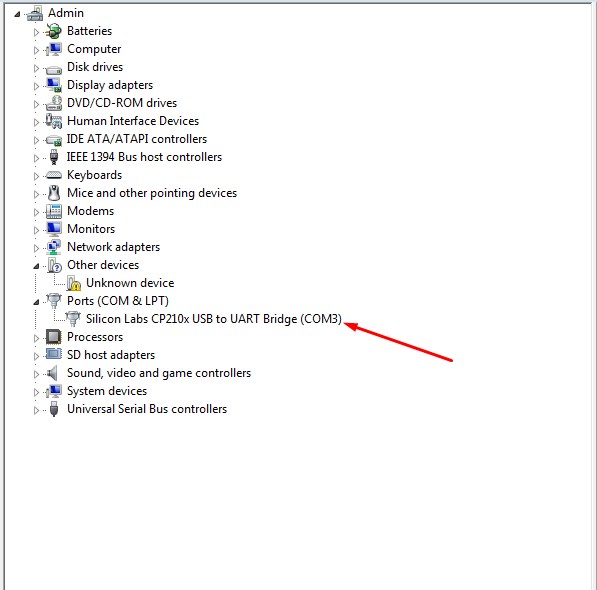 Admin
Batteries
Computer
Disk drives
Display adapters
DVD/CD-ROM drives
Human Interface Devices
IDE ATA/ATAPI controllers
IEEE 1394 Bus host controllers
Keyboards
Mice and other pointing devices
Modems
Monitors
Network adapters
Other devices
Unknown device
Ports (COM & LPT)
Silicon Labs CP210x USB to UART Bridge (COM3)
Processors
SD host adapters
Sound, video and game controllers
System devices
Universal Serial Bus controllers